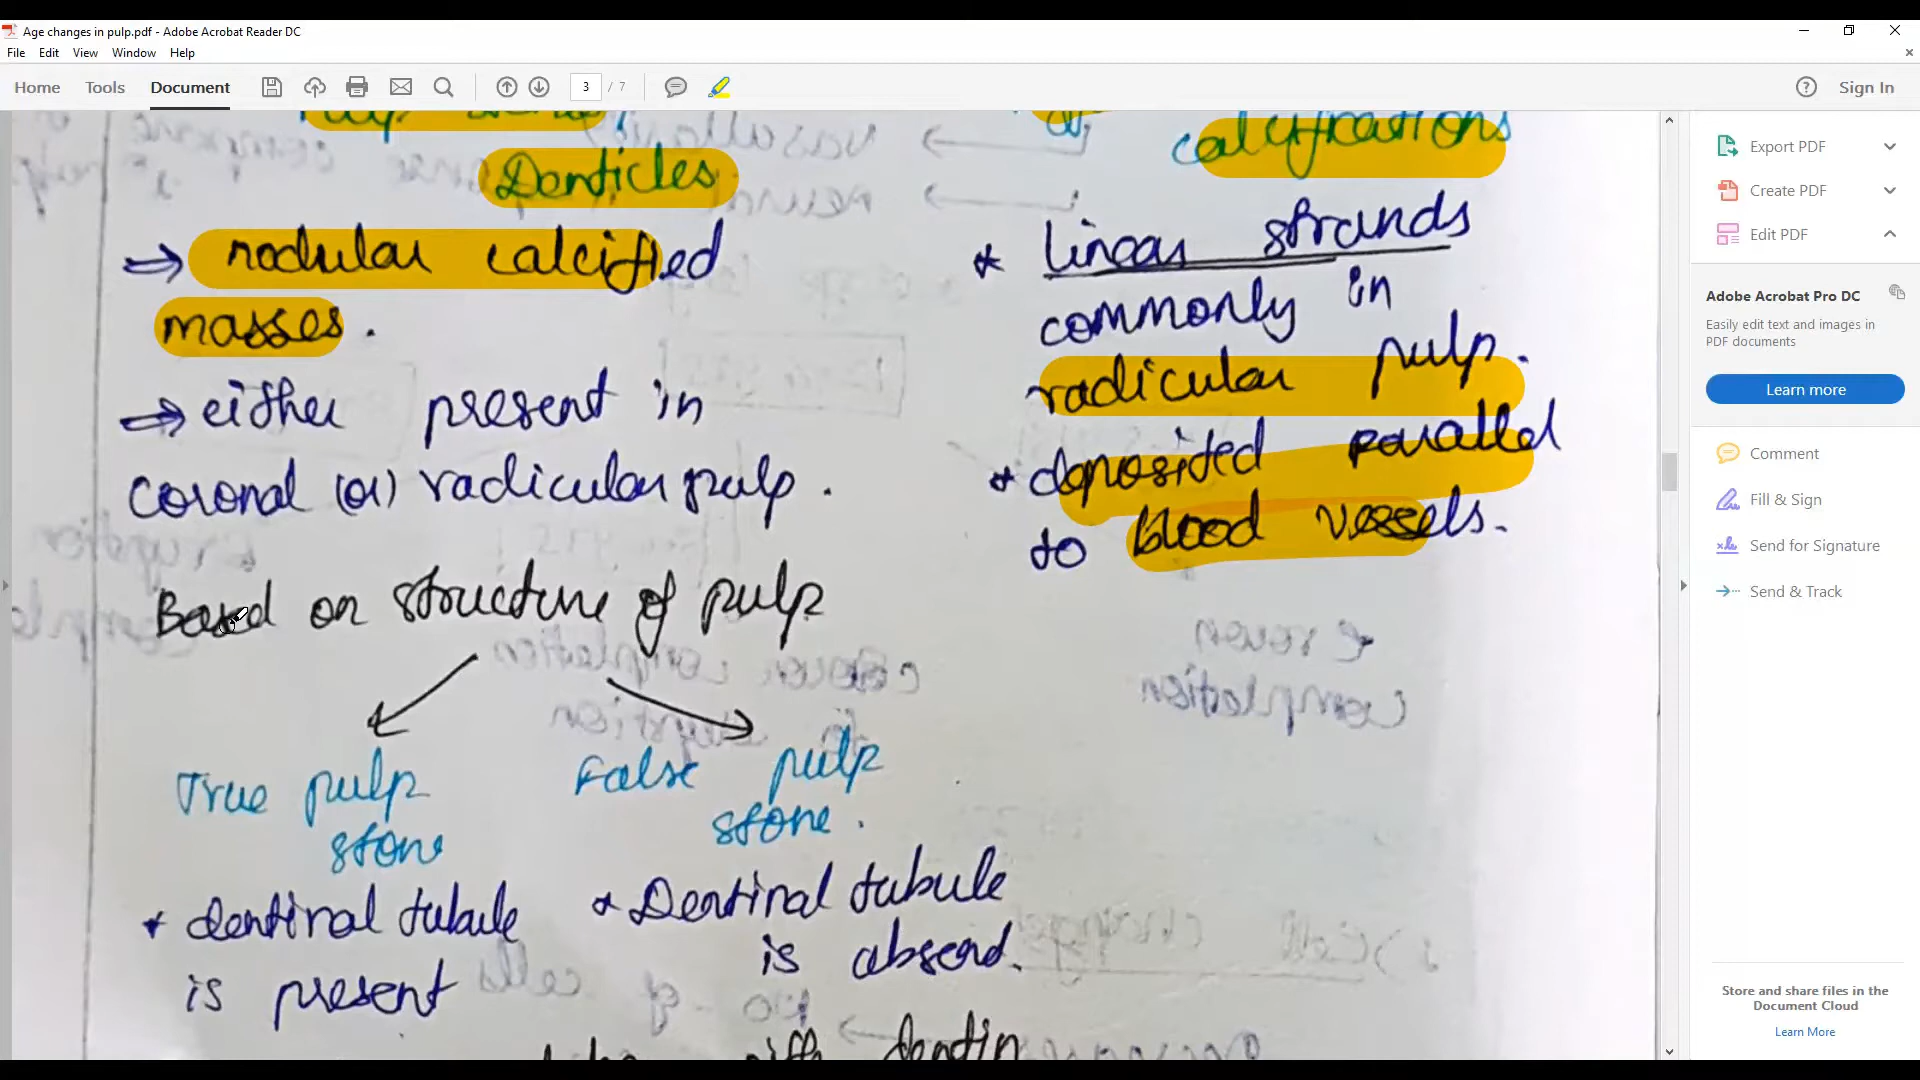 Age changes in pulp.pdf - Adobe Acrobat Reader DC
File Edit View Window Help
Home Tools Document 3 / 7 Sign In
Denticles
⇒ nodular calcified
masses.
⇒ either present in
coronal (or) radicular pulp.
Based on structure of pulp
True pulp
stone
* dentinal tubule
is present
False pulp
stone.
* Dentinal tubule
is absend.
dentin
calcifications
* linear strands
commonly in
radicular pulp.
* deposited parallel
to blood vessels.
Export PDF
Create PDF
Edit PDF
Adobe Acrobat Pro DC
Easily edit text and images in
PDF documents
Learn more
Comment
Fill & Sign
Send for Signature
Send & Track
Store and share files in the
Document Cloud
Learn More